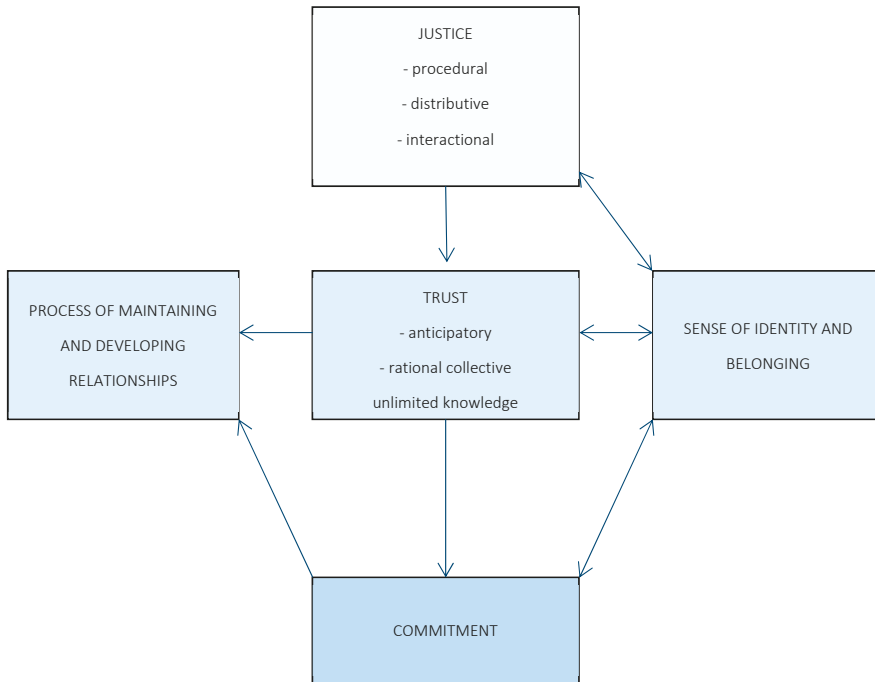 JUSTICE
- procedural
- distributive
- interactional
PROCESS OF MAINTAINING
AND DEVELOPING
RELATIONSHIPS
TRUST
- anticipatory
- rational collective
unlimited knowledge
SENSE OF IDENTITY AND
BELONGING
COMMITMENT